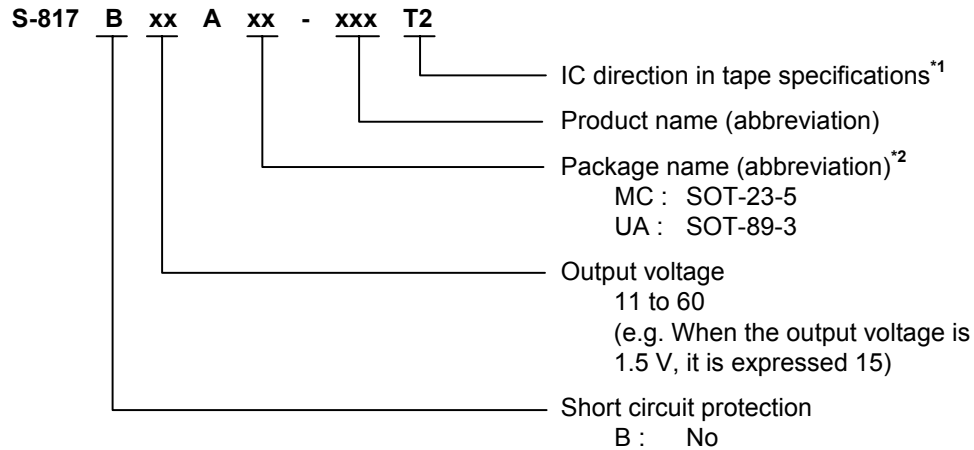 S-817 B xx A xx - xxx T2
IC direction in tape specifications*1
Product name (abbreviation)
Package name (abbreviation)*2
MC : SOT-23-5
UA : SOT-89-3
Output voltage
11 to 60
(e.g. When the output voltage is
1.5 V, it is expressed 15)
Short circuit protection
B : No